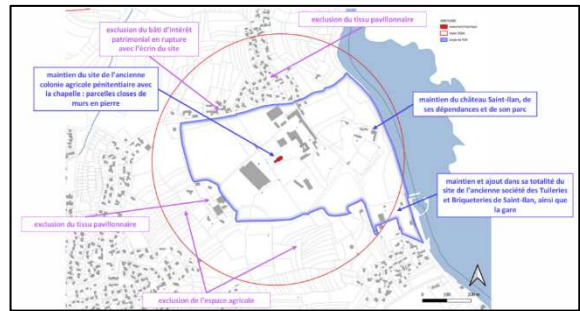 exclusion du bâti d'intérêt
patrimonial en rupture
avec l'écrin du site
exclusion du tissu pavillonnaire
maintien du site de l'ancienne
colonie agricole pénitentiaire avec
la chapelle : parcelles closes de
murs en pierre
maintien du château Saint-Ilan, de
ses dépendances et de son parc
maintien et ajout dans sa totalité du
site de l'ancienne société des Tuileries
et Briqueteries de Saint-Ilan, ainsi que
la gare
exclusion du tissu pavillonnaire
exclusion de l'espace agricole